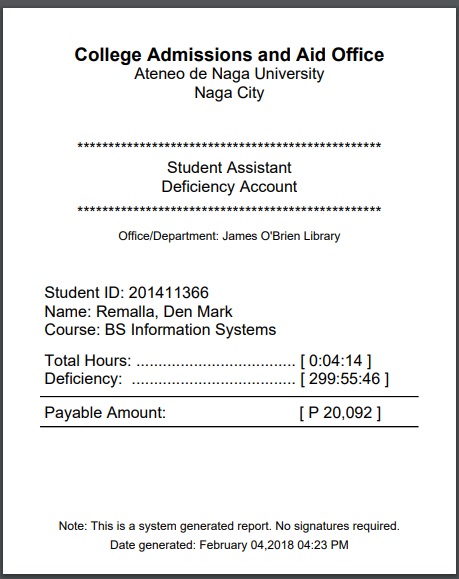 College Admissions and Aid Office
Ateneo de Naga University
Naga City
*************************************************
Student Assistant
Deficiency Account
*************************************************
Office/Department: James O'Brien Library
Student ID: 201411366
Name: Remalla, Den Mark
Course: BS Information Systems
Total Hours: .................................... [ 0:04:14 ]
Deficiency: ..................................... [ 299:55:46 ]
Payable Amount: [ P 20,092 ]
Note: This is a system generated report. No signatures required.
Date generated: February 04,2018 04:23 PM